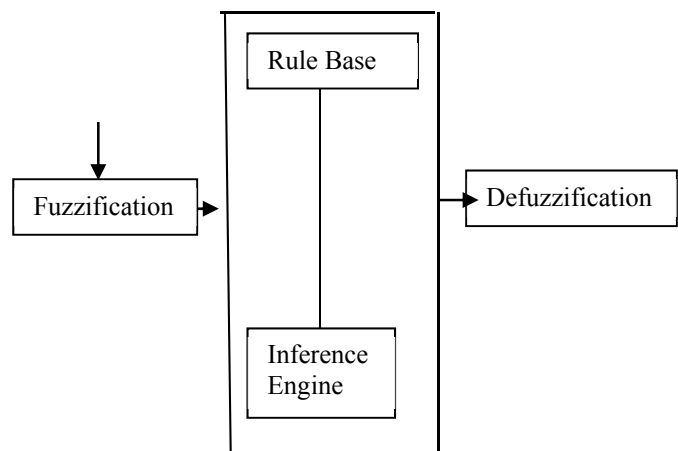 Rule Base
Fuzzification
Defuzzification
Inference
Engine